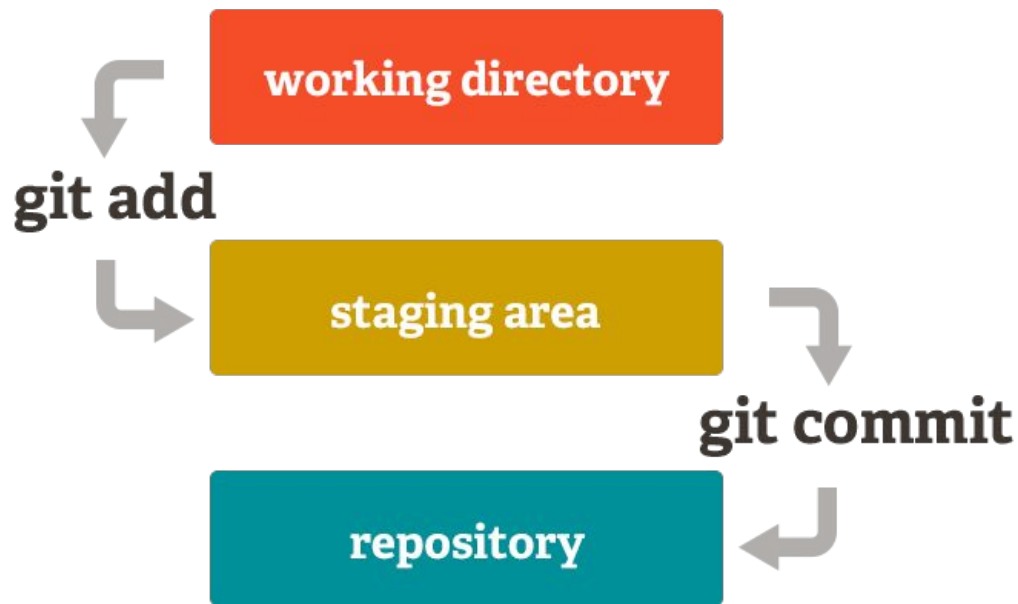 working directory
git add
staging area
git commit
repository